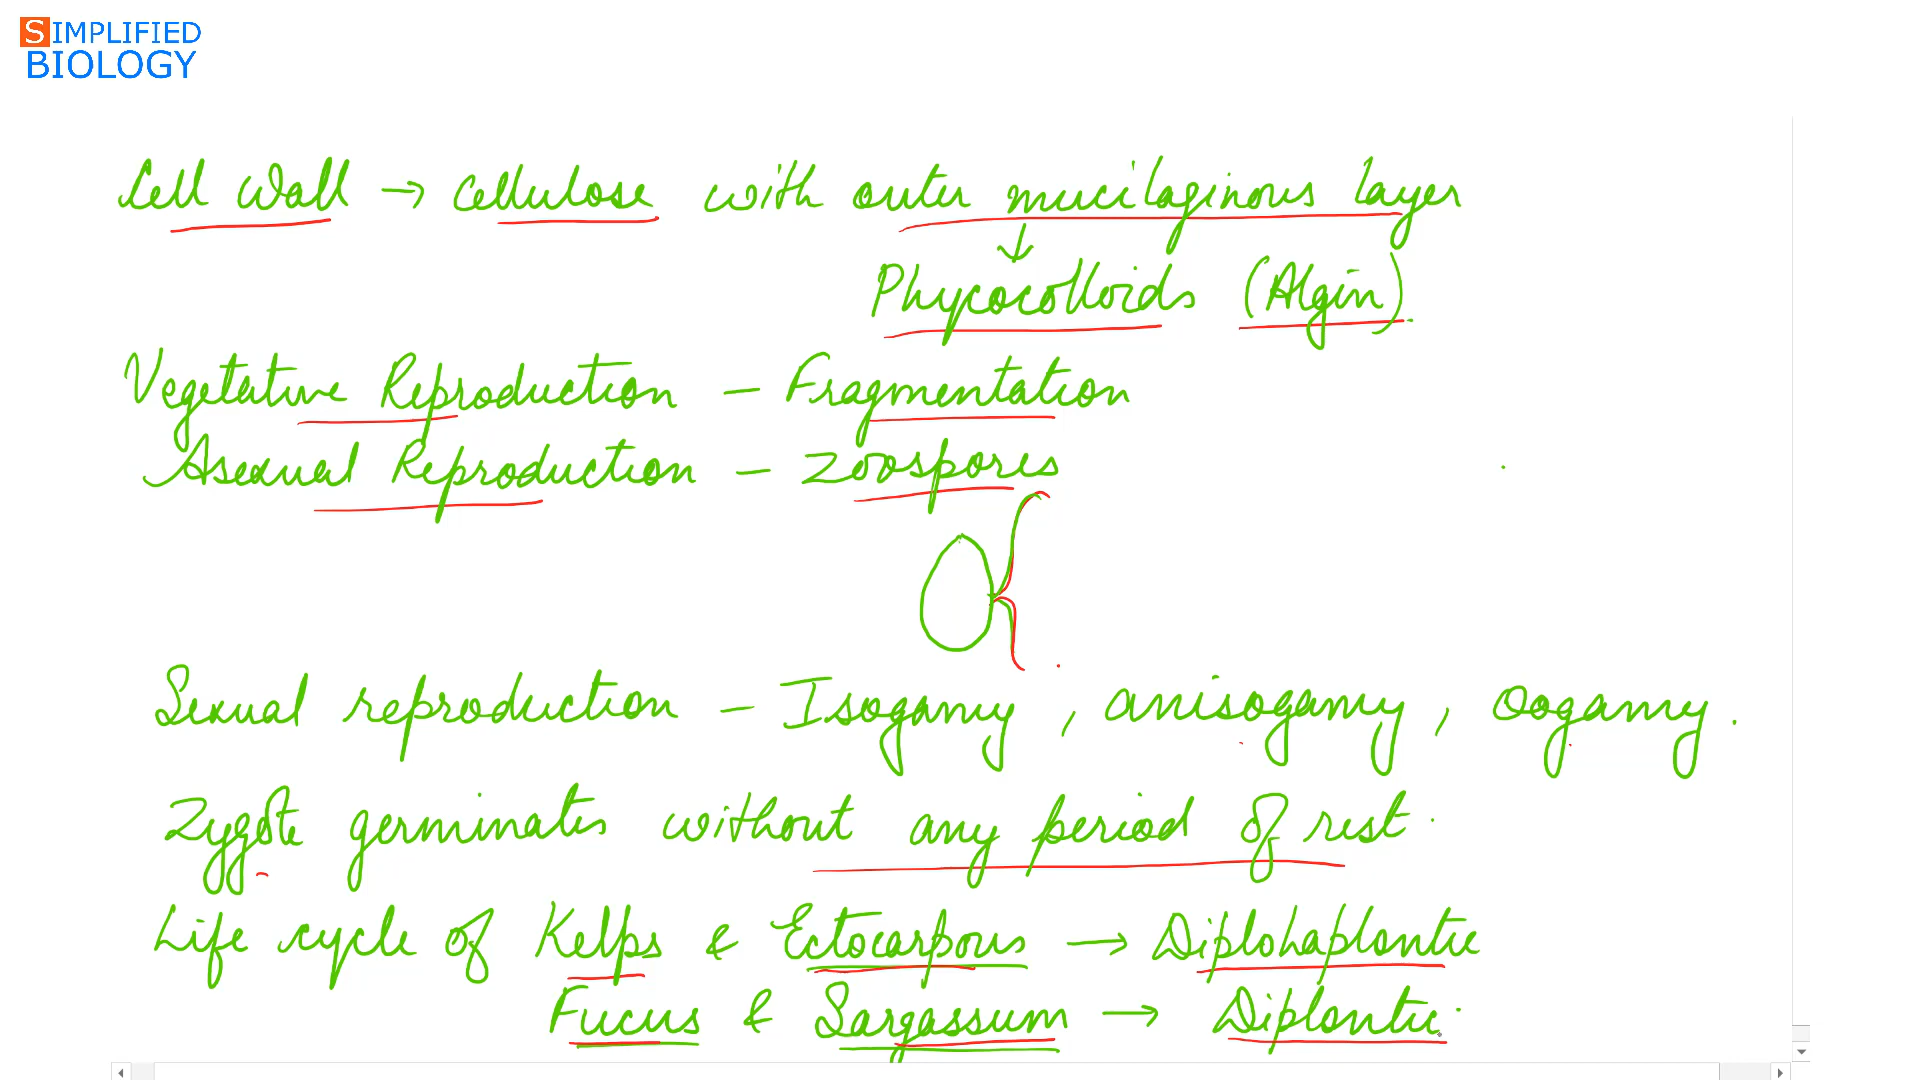 SIMPLIFIED
BIOLOGY
Cell Wall → Cellulose with outer mucilaginous layer
↓
Phycocolloids (Algin).
Vegetative Reproduction – Fragmentation
Asexual Reproduction – Zoospores
Sexual reproduction – Isogamy, anisogamy, Oogamy.
Zygote germinates without any period of rest.
Life cycle of Kelps & Ectocarpous → Diplohaplontic
Fucus & Sargassum → Diplontic.